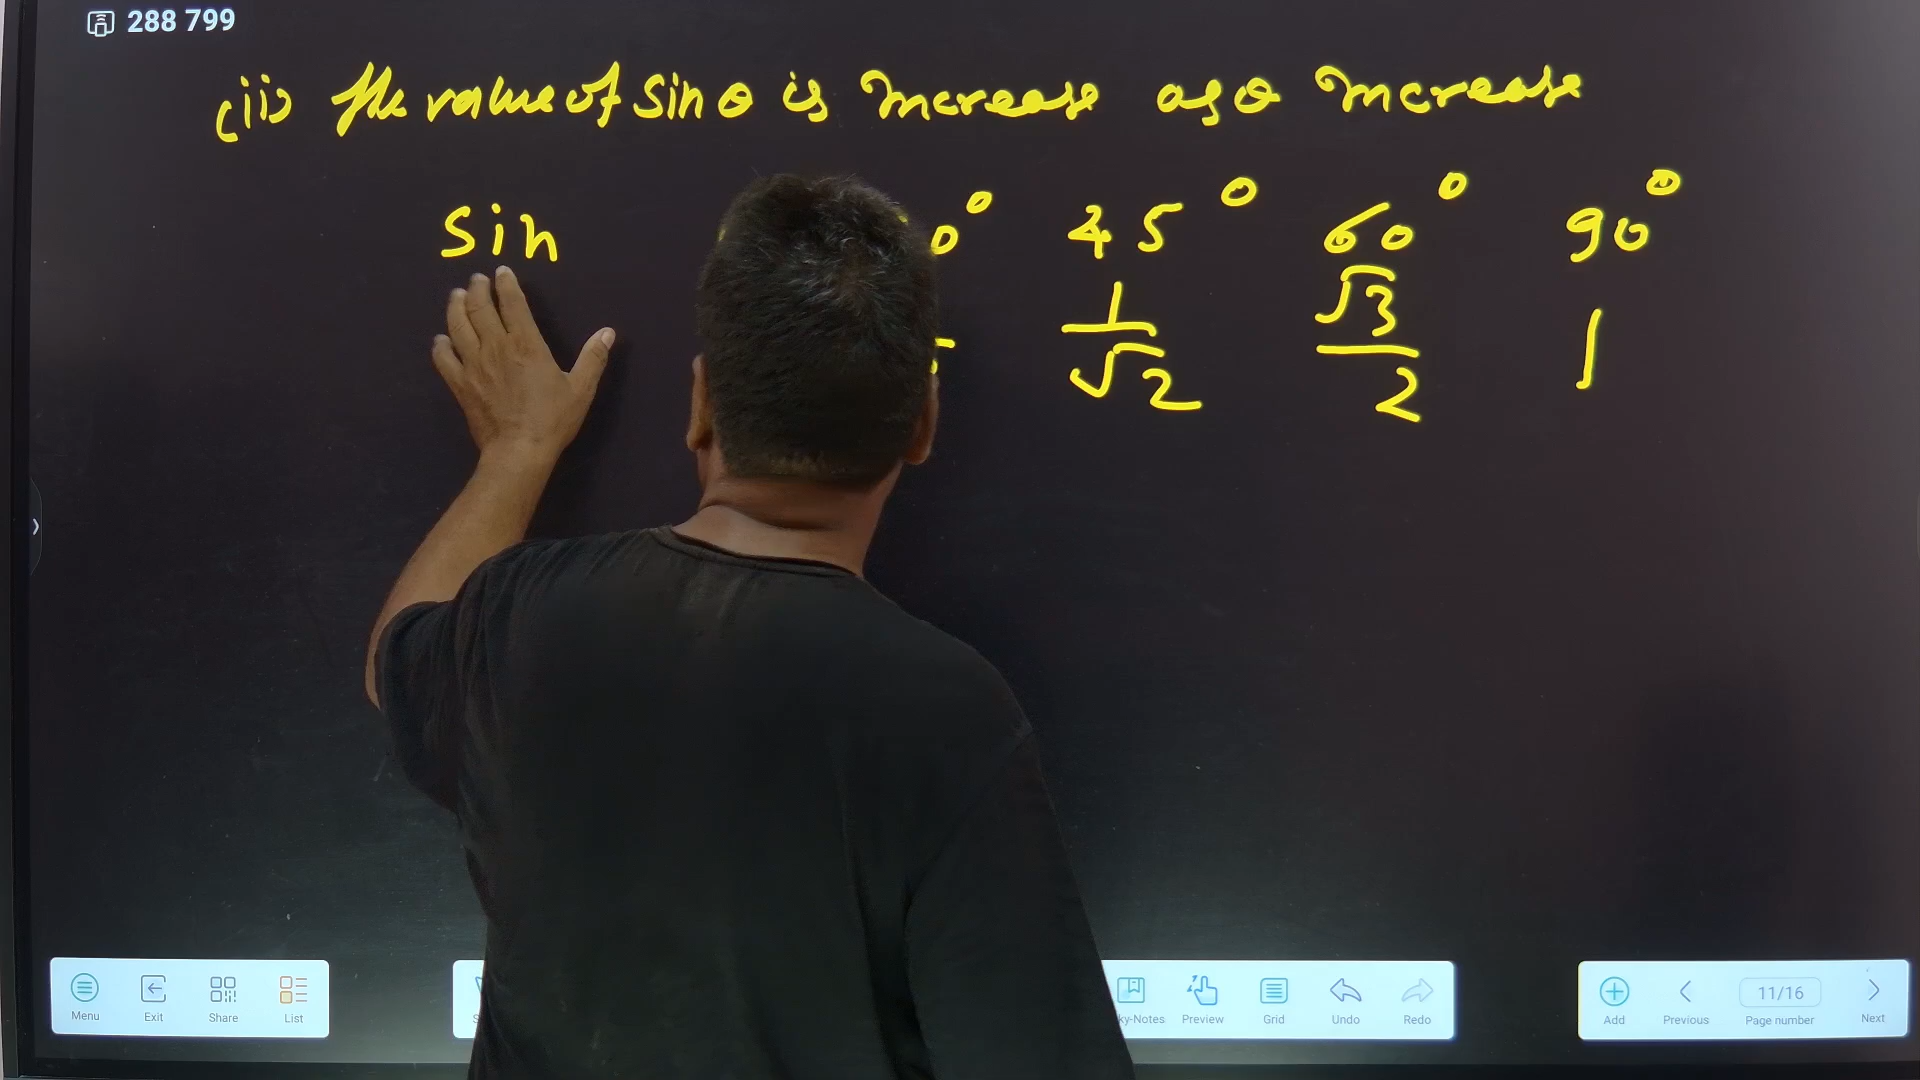 288 799
(ii) The value of sin θ is increase as θ increase
sin 0° 45° 60° 90°
1/√2 √3/2 1
Menu Exit Share List ky-Notes Preview Grid Undo Redo Add Previous 11/16 Page number Next